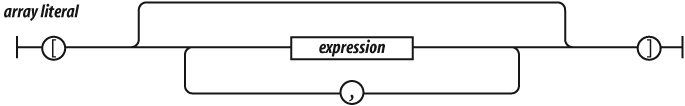 array literal
[ expression ]
,